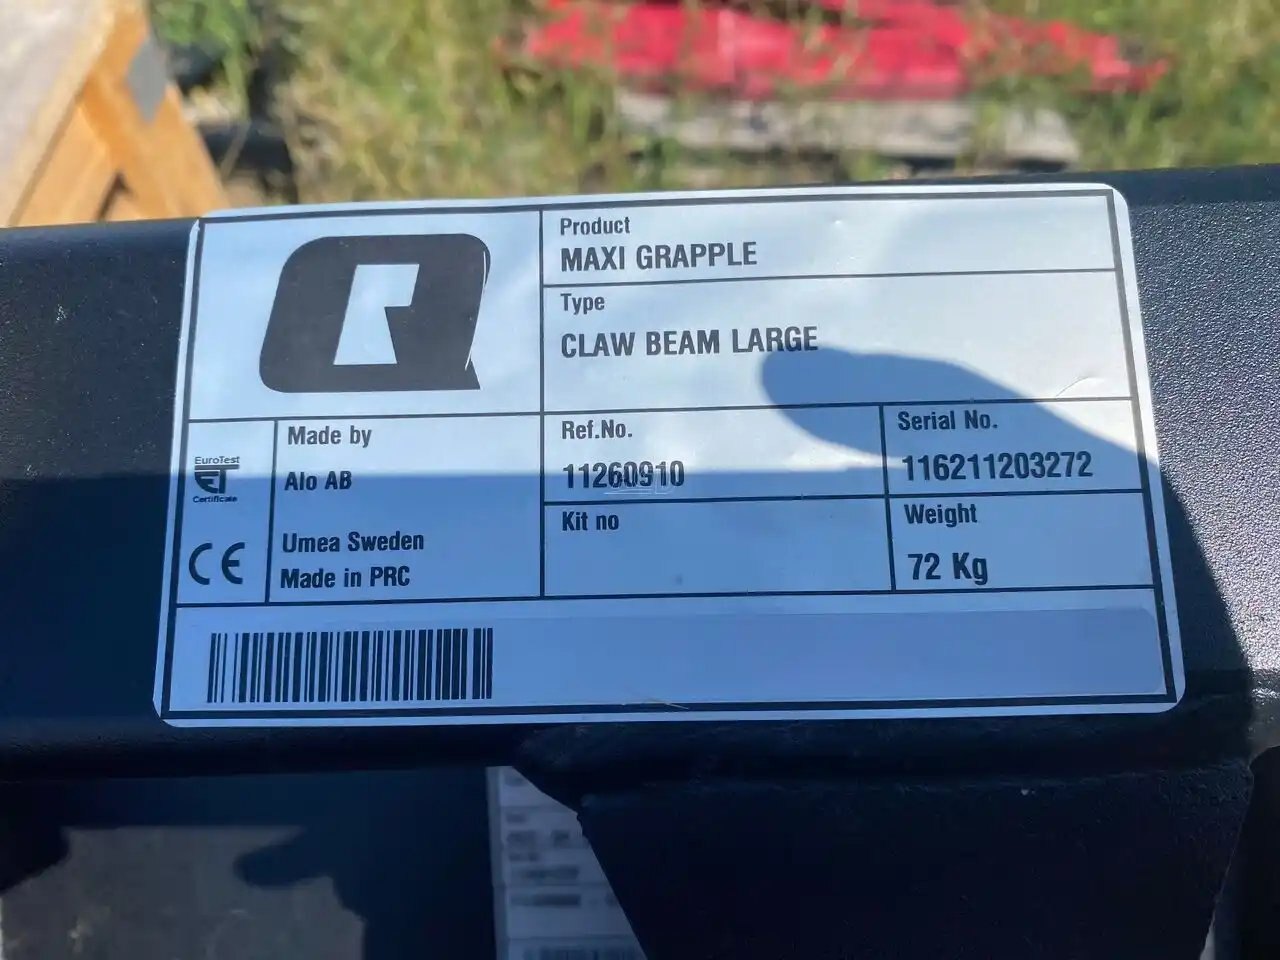 Product
MAXI GRAPPLE
Type
CLAW BEAM LARGE
EuroTest
Certificate
CE
Made by
Alo AB
Umea Sweden
Made in PRC
Ref.No.
11260910
Serial No.
116211203272
Kit no
Weight
72 Kg